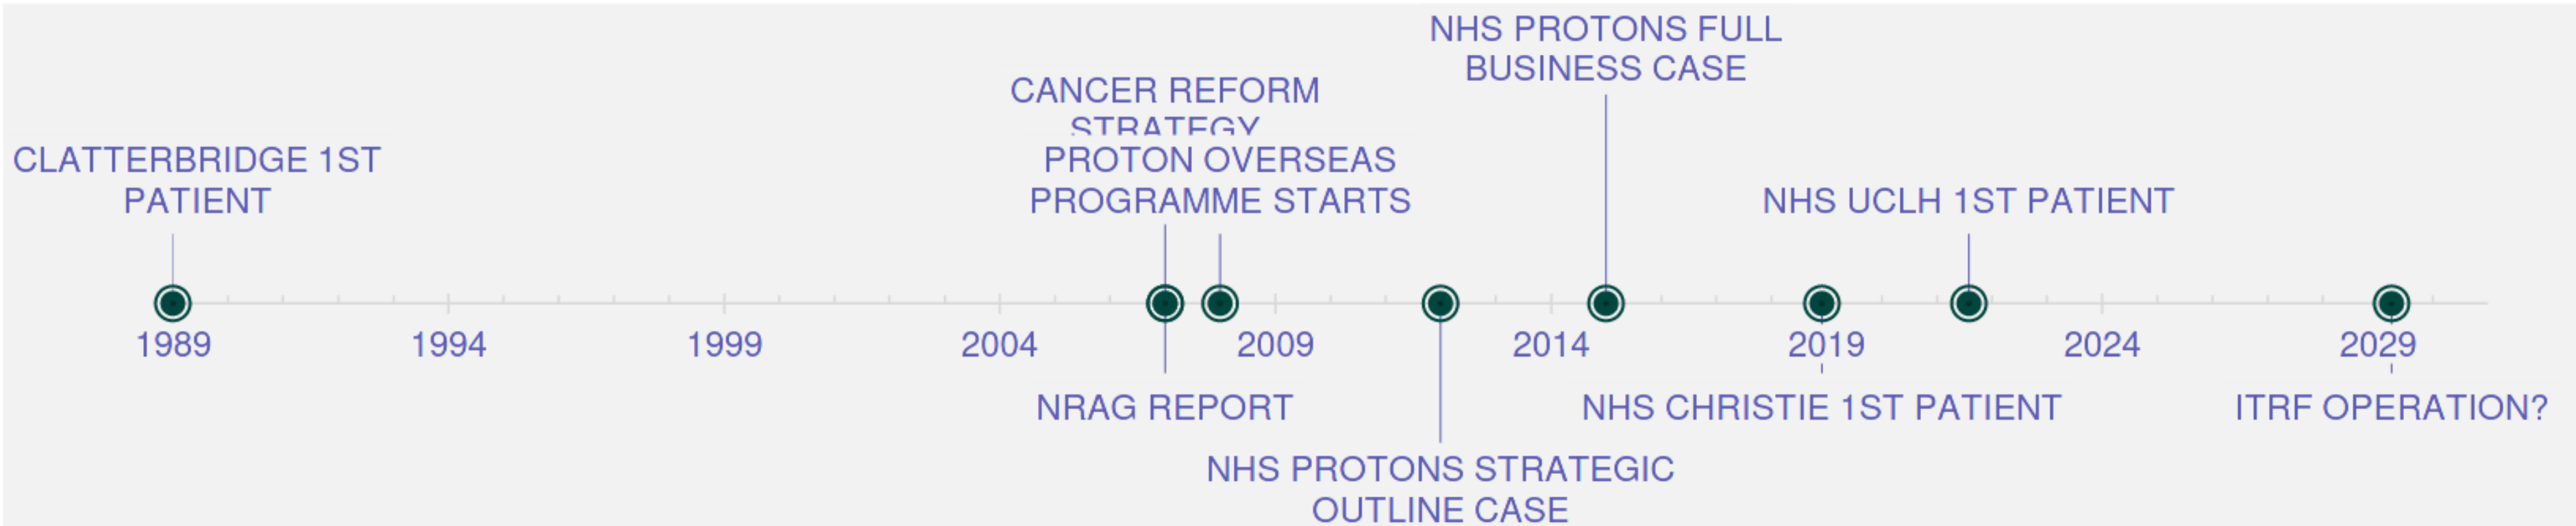 NHS PROTONS FULL
BUSINESS CASE
CANCER REFORM
STRATEGY
CLATTERBRIDGE 1ST
PATIENT
PROTON OVERSEAS
PROGRAMME STARTS
NHS UCLH 1ST PATIENT
1989
1994
1999
2004
2009
2014
2019
2024
2029
NRAG REPORT
NHS CHRISTIE 1ST PATIENT
ITRF OPERATION?
NHS PROTONS STRATEGIC
OUTLINE CASE